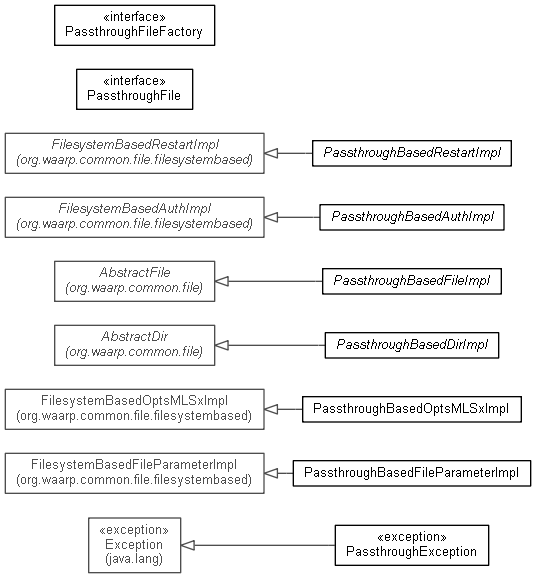 «interface»
PassthroughFileFactory
«interface»
PassthroughFile
FilesystemBasedRestartImpl
(org.waarp.common.file.filesystembased)
PassthroughBasedRestartImpl
FilesystemBasedAuthImpl
(org.waarp.common.file.filesystembased)
PassthroughBasedAuthImpl
AbstractFile
(org.waarp.common.file)
PassthroughBasedFileImpl
AbstractDir
(org.waarp.common.file)
PassthroughBasedDirImpl
FilesystemBasedOptsMLSxImpl
(org.waarp.common.file.filesystembased)
PassthroughBasedOptsMLSxImpl
FilesystemBasedFileParameterImpl
(org.waarp.common.file.filesystembased)
PassthroughBasedFileParameterImpl
«exception»
Exception
(java.lang)
«exception»
PassthroughException